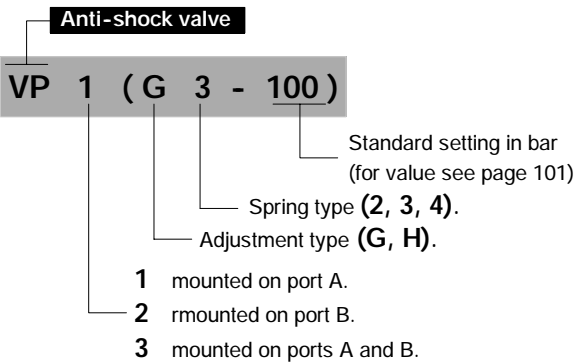 Anti-shock valve
VP 1 ( G 3 - 100 )
Standard setting in bar
(for value see page 101)
Spring type (2, 3, 4).
Adjustment type (G, H).
1 mounted on port A.
2 rmounted on port B.
3 mounted on ports A and B.